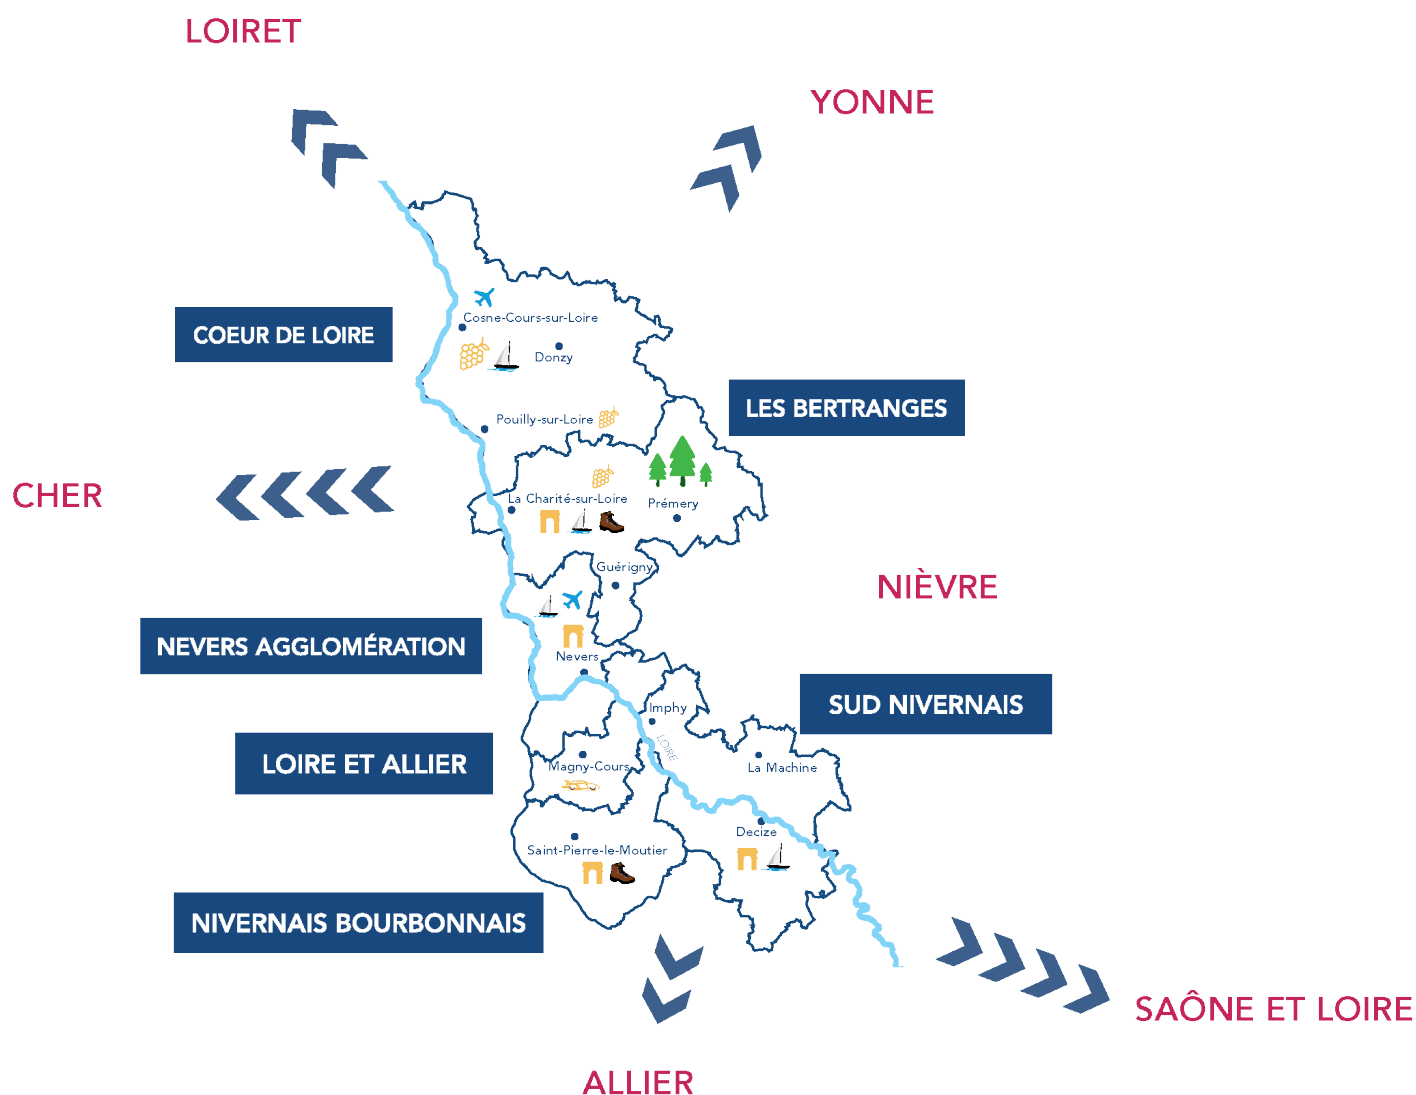 LOIRET
YONNE
COEUR DE LOIRE
Cosne-Cours-sur-Loire
Donzy
LES BERTRANGES
Pouilly-sur-Loire
CHER
La Charité-sur-Loire
Prémery
Guérigny
NIÈVRE
NEVERS AGGLOMÉRATION
Nevers
SUD NIVERNAIS
Imphy
LOIRE
LOIRE ET ALLIER
Magny-Cours
La Machine
Decize
Saint-Pierre-le-Moutier
NIVERNAIS BOURBONNAIS
SAÔNE ET LOIRE
ALLIER